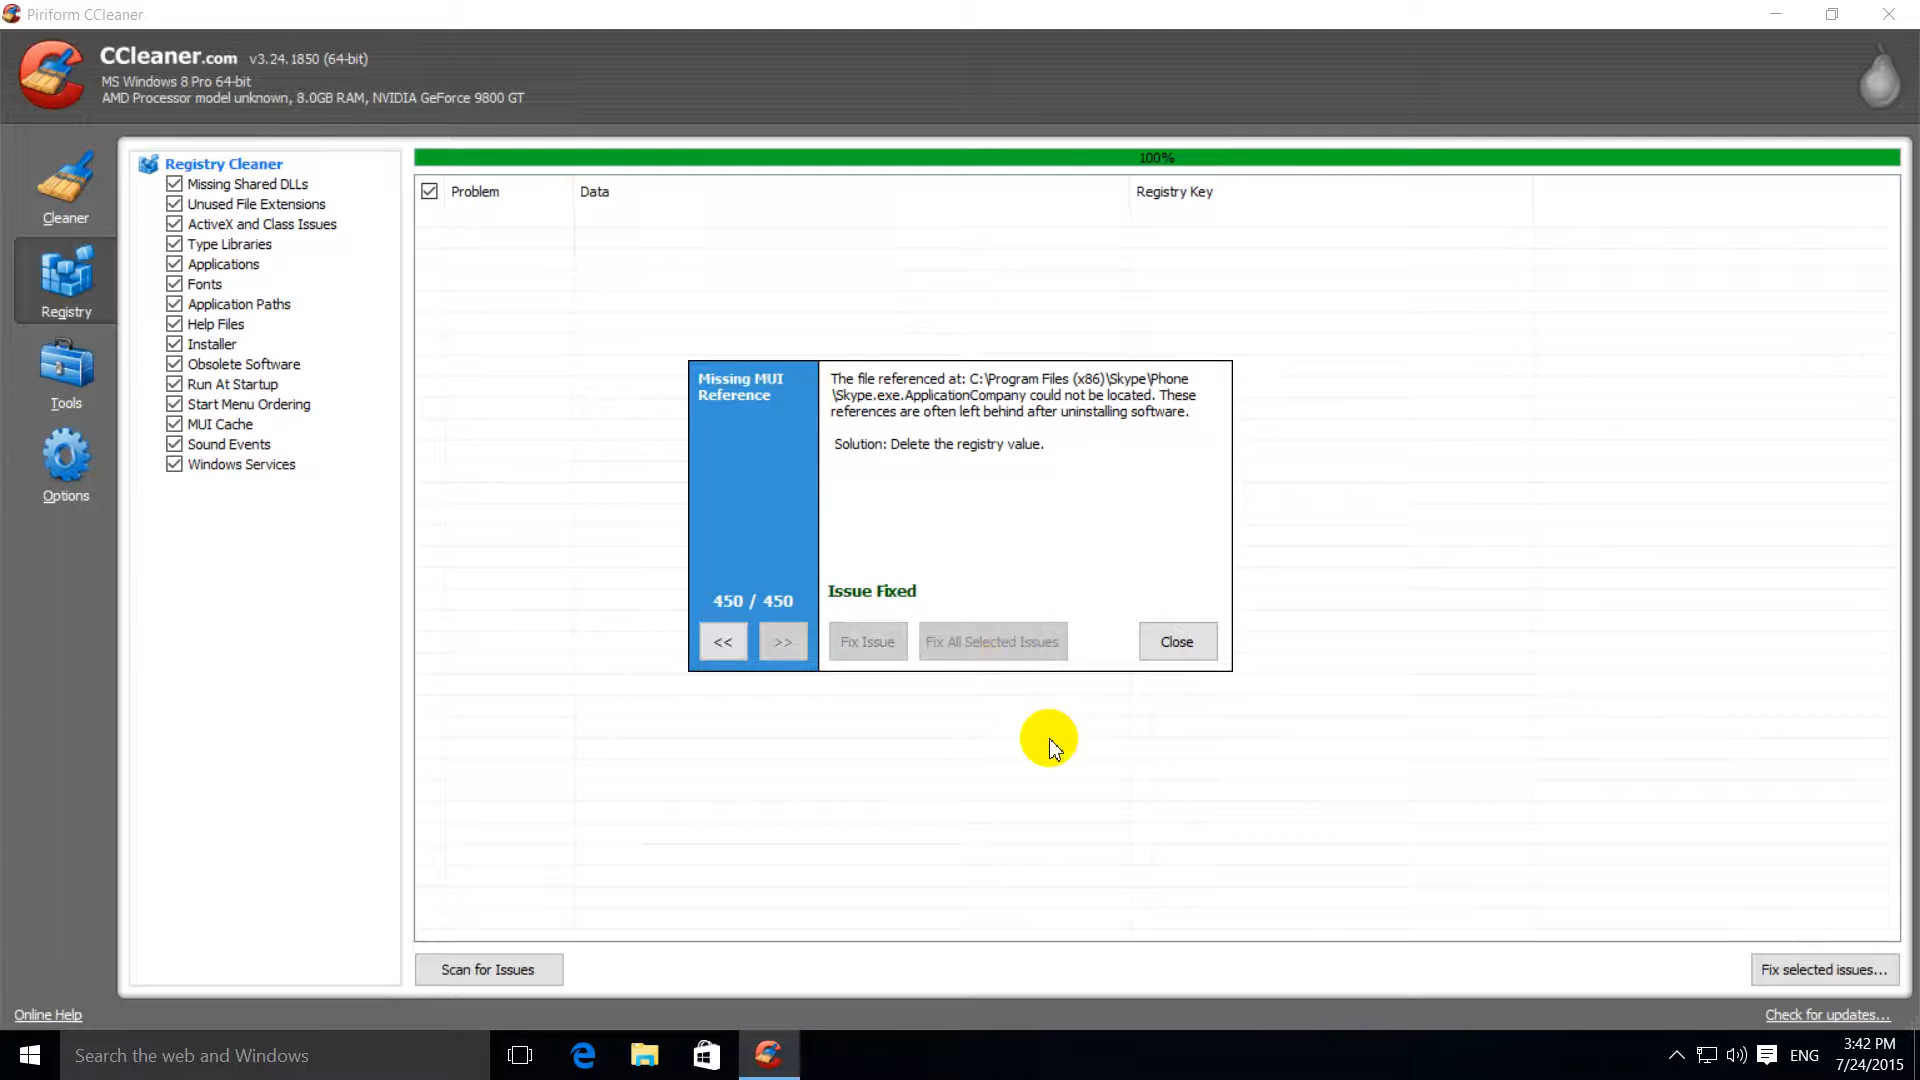 Piriform CCleaner
CCleaner.com v3.24.1850 (64-bit)
MS Windows 8 Pro 64-bit
AMD Processor model unknown, 8.0GB RAM, NVIDIA GeForce 9800 GT
Cleaner
Registry
Tools
Options
Registry Cleaner
Missing Shared DLLs
Unused File Extensions
ActiveX and Class Issues
Type Libraries
Applications
Fonts
Application Paths
Help Files
Installer
Obsolete Software
Run At Startup
Start Menu Ordering
MUI Cache
Sound Events
Windows Services
100%
Problem Data Registry Key
Missing MUI
Reference
450 / 450
<< >>
The file referenced at: C:\Program Files (x86)\Skype\Phone
\Skype.exe.ApplicationCompany could not be located. These
references are often left behind after uninstalling software.
Solution: Delete the registry value.
Issue Fixed
Fix Issue Fix All Selected Issues Close
Scan for Issues Fix selected issues...
Online Help Check for updates...
Search the web and Windows
ENG
3:42 PM
7/24/2015